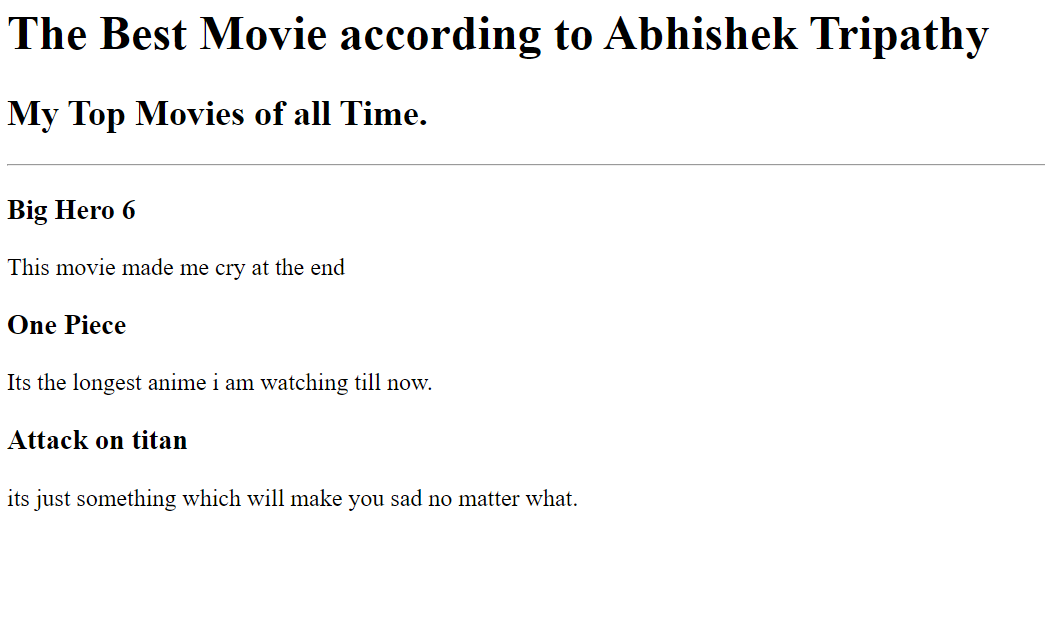 The Best Movie according to Abhishek Tripathy
My Top Movies of all Time.
Big Hero 6
This movie made me cry at the end
One Piece
Its the longest anime i am watching till now.
Attack on titan
its just something which will make you sad no matter what.